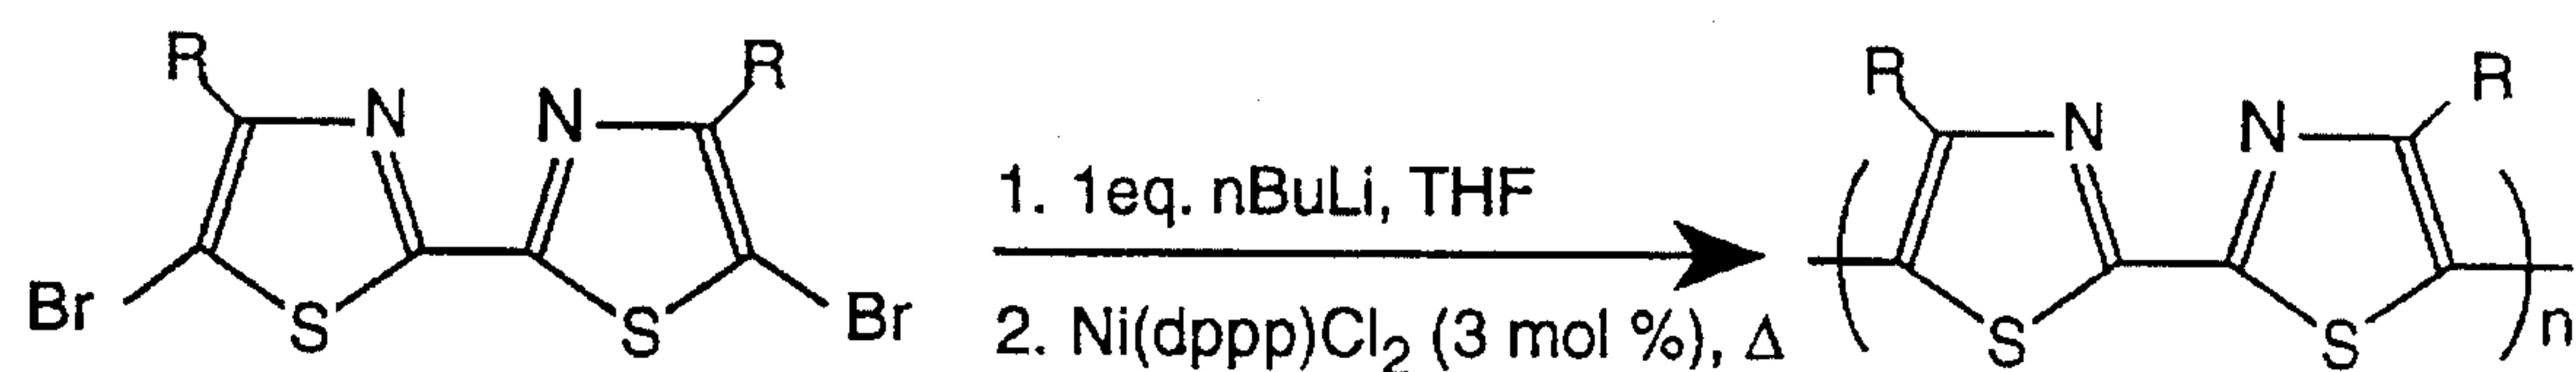 R R R R
N N N N
1. 1eq. nBuLi, THF
Br S S Br S S n
2. Ni(dppp)Cl₂ (3 mol %), Δ